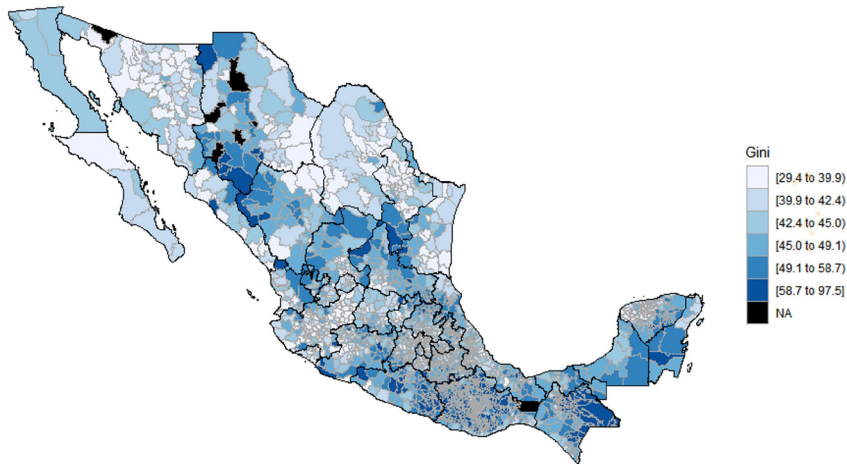 Gini
[29.4 to 39.9)
[39.9 to 42.4)
[42.4 to 45.0)
[45.0 to 49.1)
[49.1 to 58.7)
[58.7 to 97.5]
NA